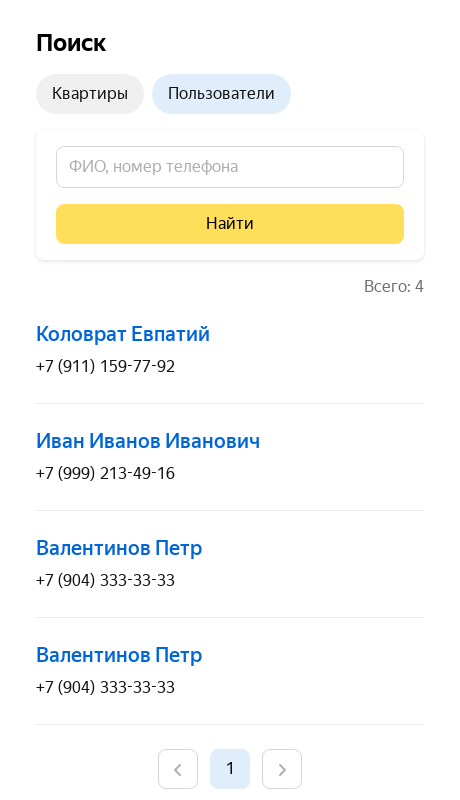 Поиск
Квартиры Пользователи
ФИО, номер телефона
Найти
Всего: 4
Коловрат Евпатий
+7 (911) 159-77-92
Иван Иванов Иванович
+7 (999) 213-49-16
Валентинов Петр
+7 (904) 333-33-33
Валентинов Петр
+7 (904) 333-33-33
1